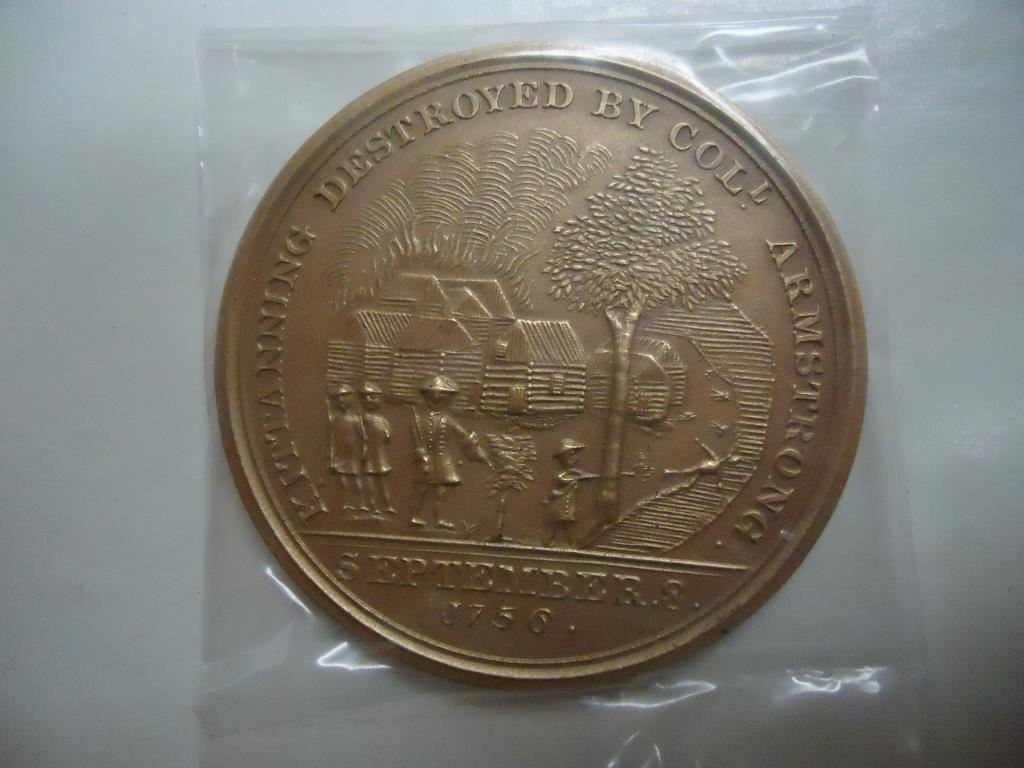 KITTANNING DESTROYED BY COLL. ARMSTRONG.
SEPTEMBER.8.
1756.